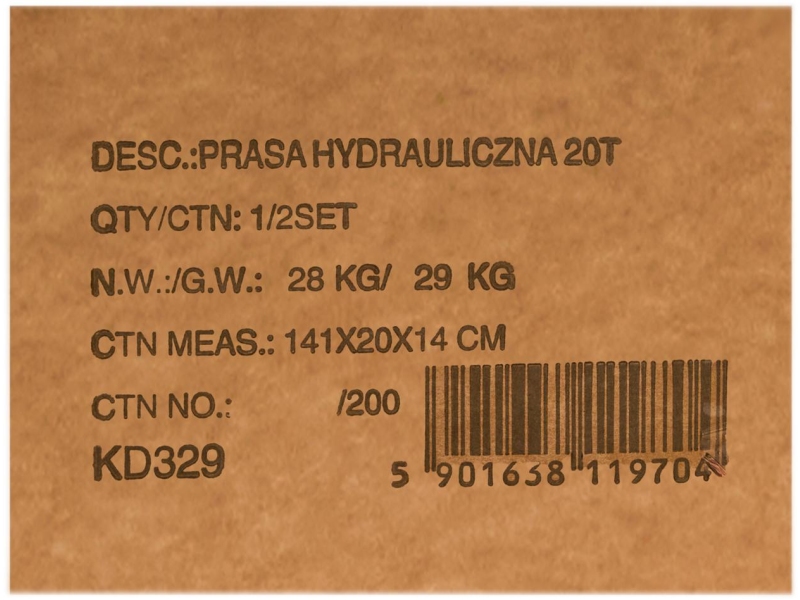 DESC.:PRASA HYDRAULICZNA 20T
QTY/CTN: 1/2SET
N.W.:/G.W.: 28 KG/ 29 KG
CTN MEAS.: 141X20X14 CM
CTN NO.: /200
KD329
5 901638 119704